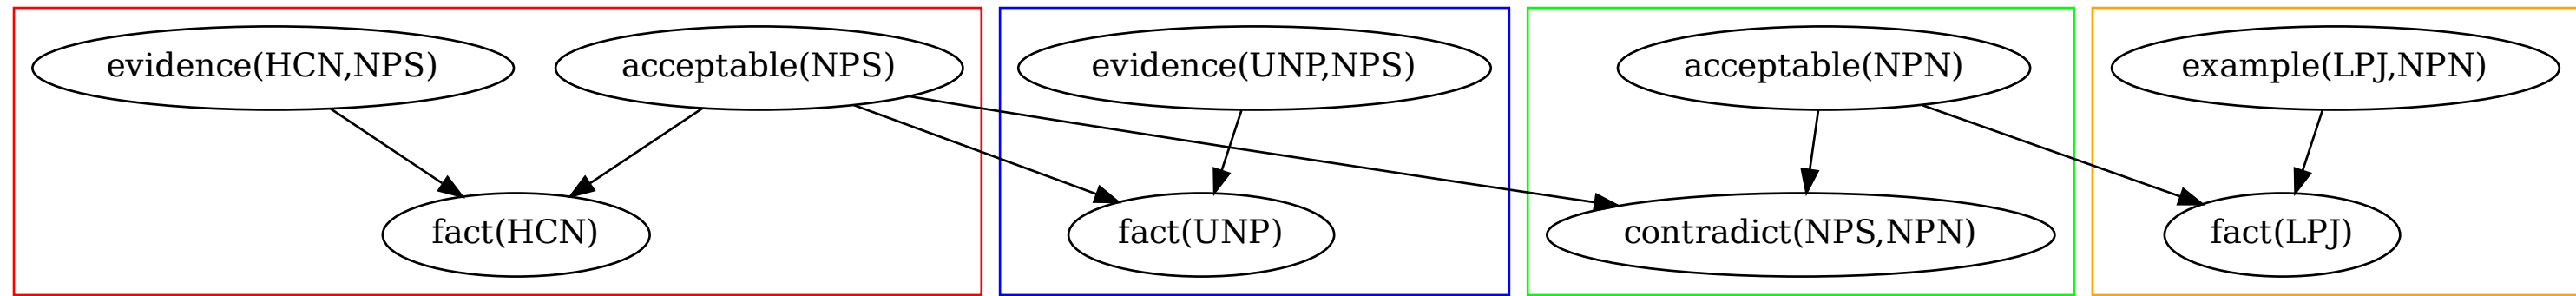 evidence(HCN,NPS)
acceptable(NPS)
evidence(UNP,NPS)
acceptable(NPN)
example(LPJ,NPN)
fact(HCN)
fact(UNP)
contradict(NPS,NPN)
fact(LPJ)